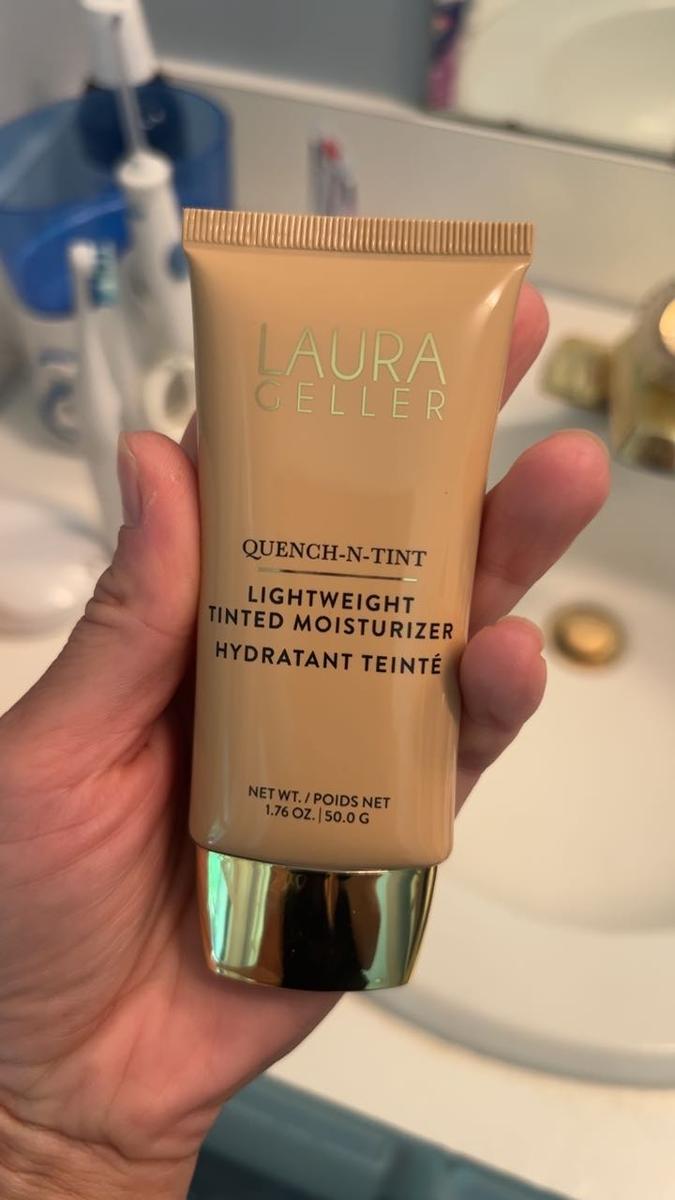 LAURA
GELLER
QUENCH-N-TINT
LIGHTWEIGHT
TINTED MOISTURIZER
HYDRATANT TEINTÉ
NET WT. / POIDS NET
1.76 OZ. | 50.0 G